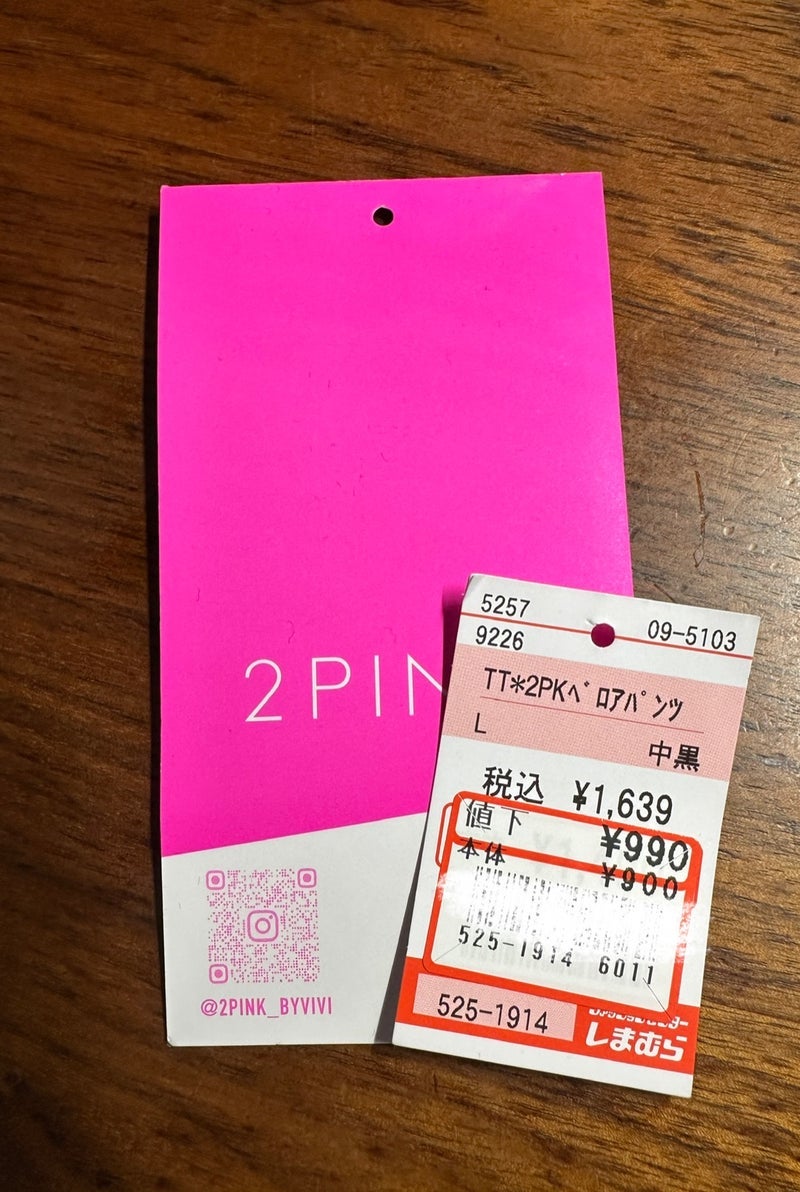 2PIN
@2PINK_BYVIVI
5257
9226
09-5103
TT*2PKベロアパンツ
L
中黒
税込 ¥1,639
値下 ¥990
本体 ¥900
525-1914 6011
525-1914
しまむら